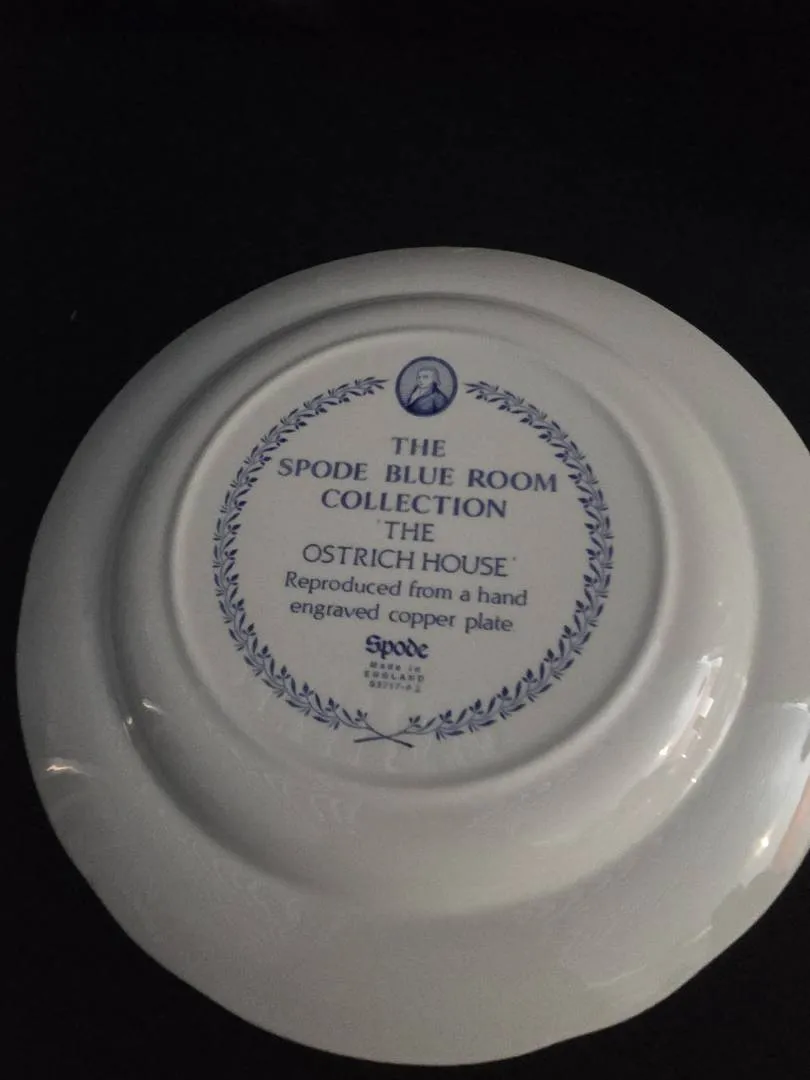 THE
SPODE BLUE ROOM
COLLECTION
'THE
OSTRICH HOUSE'
Reproduced from a hand
engraved copper plate
Spode
Made in
ENGLAND